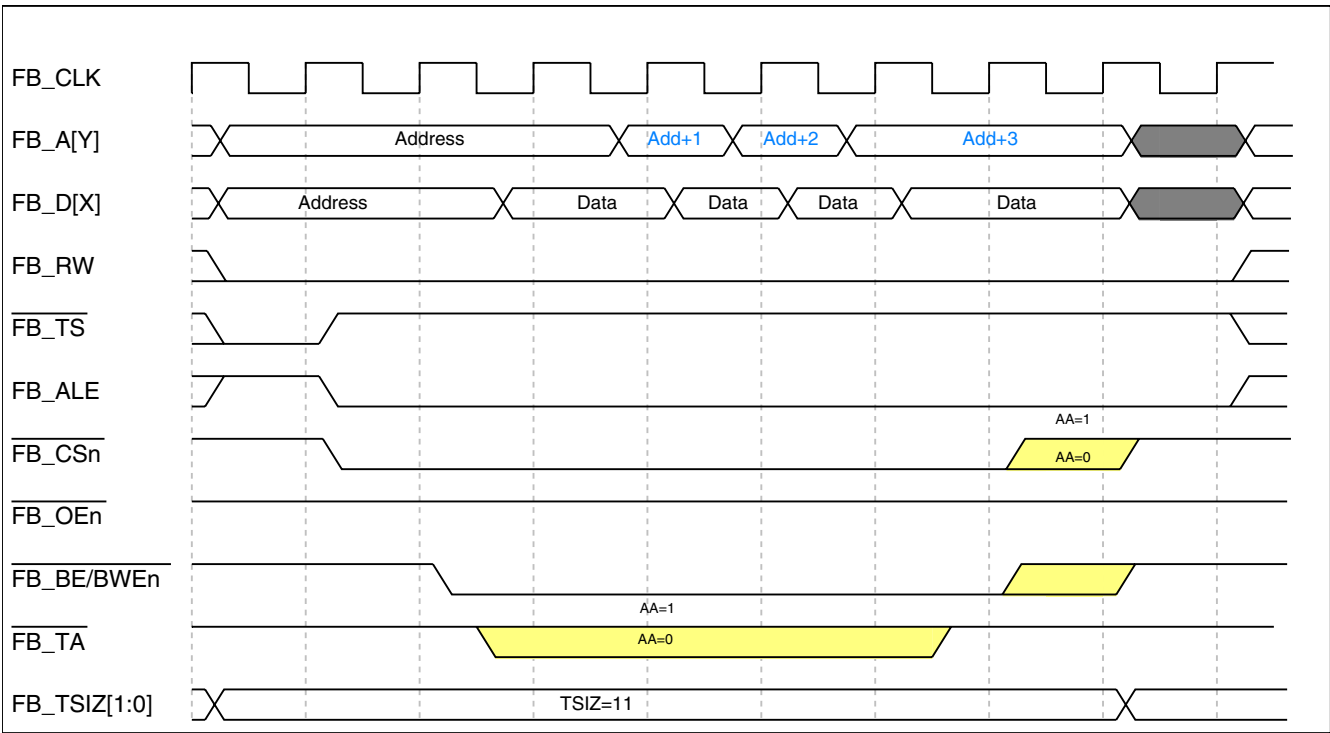 FB_CLK
FB_A[Y] Address Add+1 Add+2 Add+3
FB_D[X] Address Data Data Data Data
FB_RW
FB_TS
FB_ALE
AA=1
FB_CSn AA=0
FB_OEn
FB_BE/BWEn
AA=1
FB_TA AA=0
FB_TSIZ[1:0] TSIZ=11